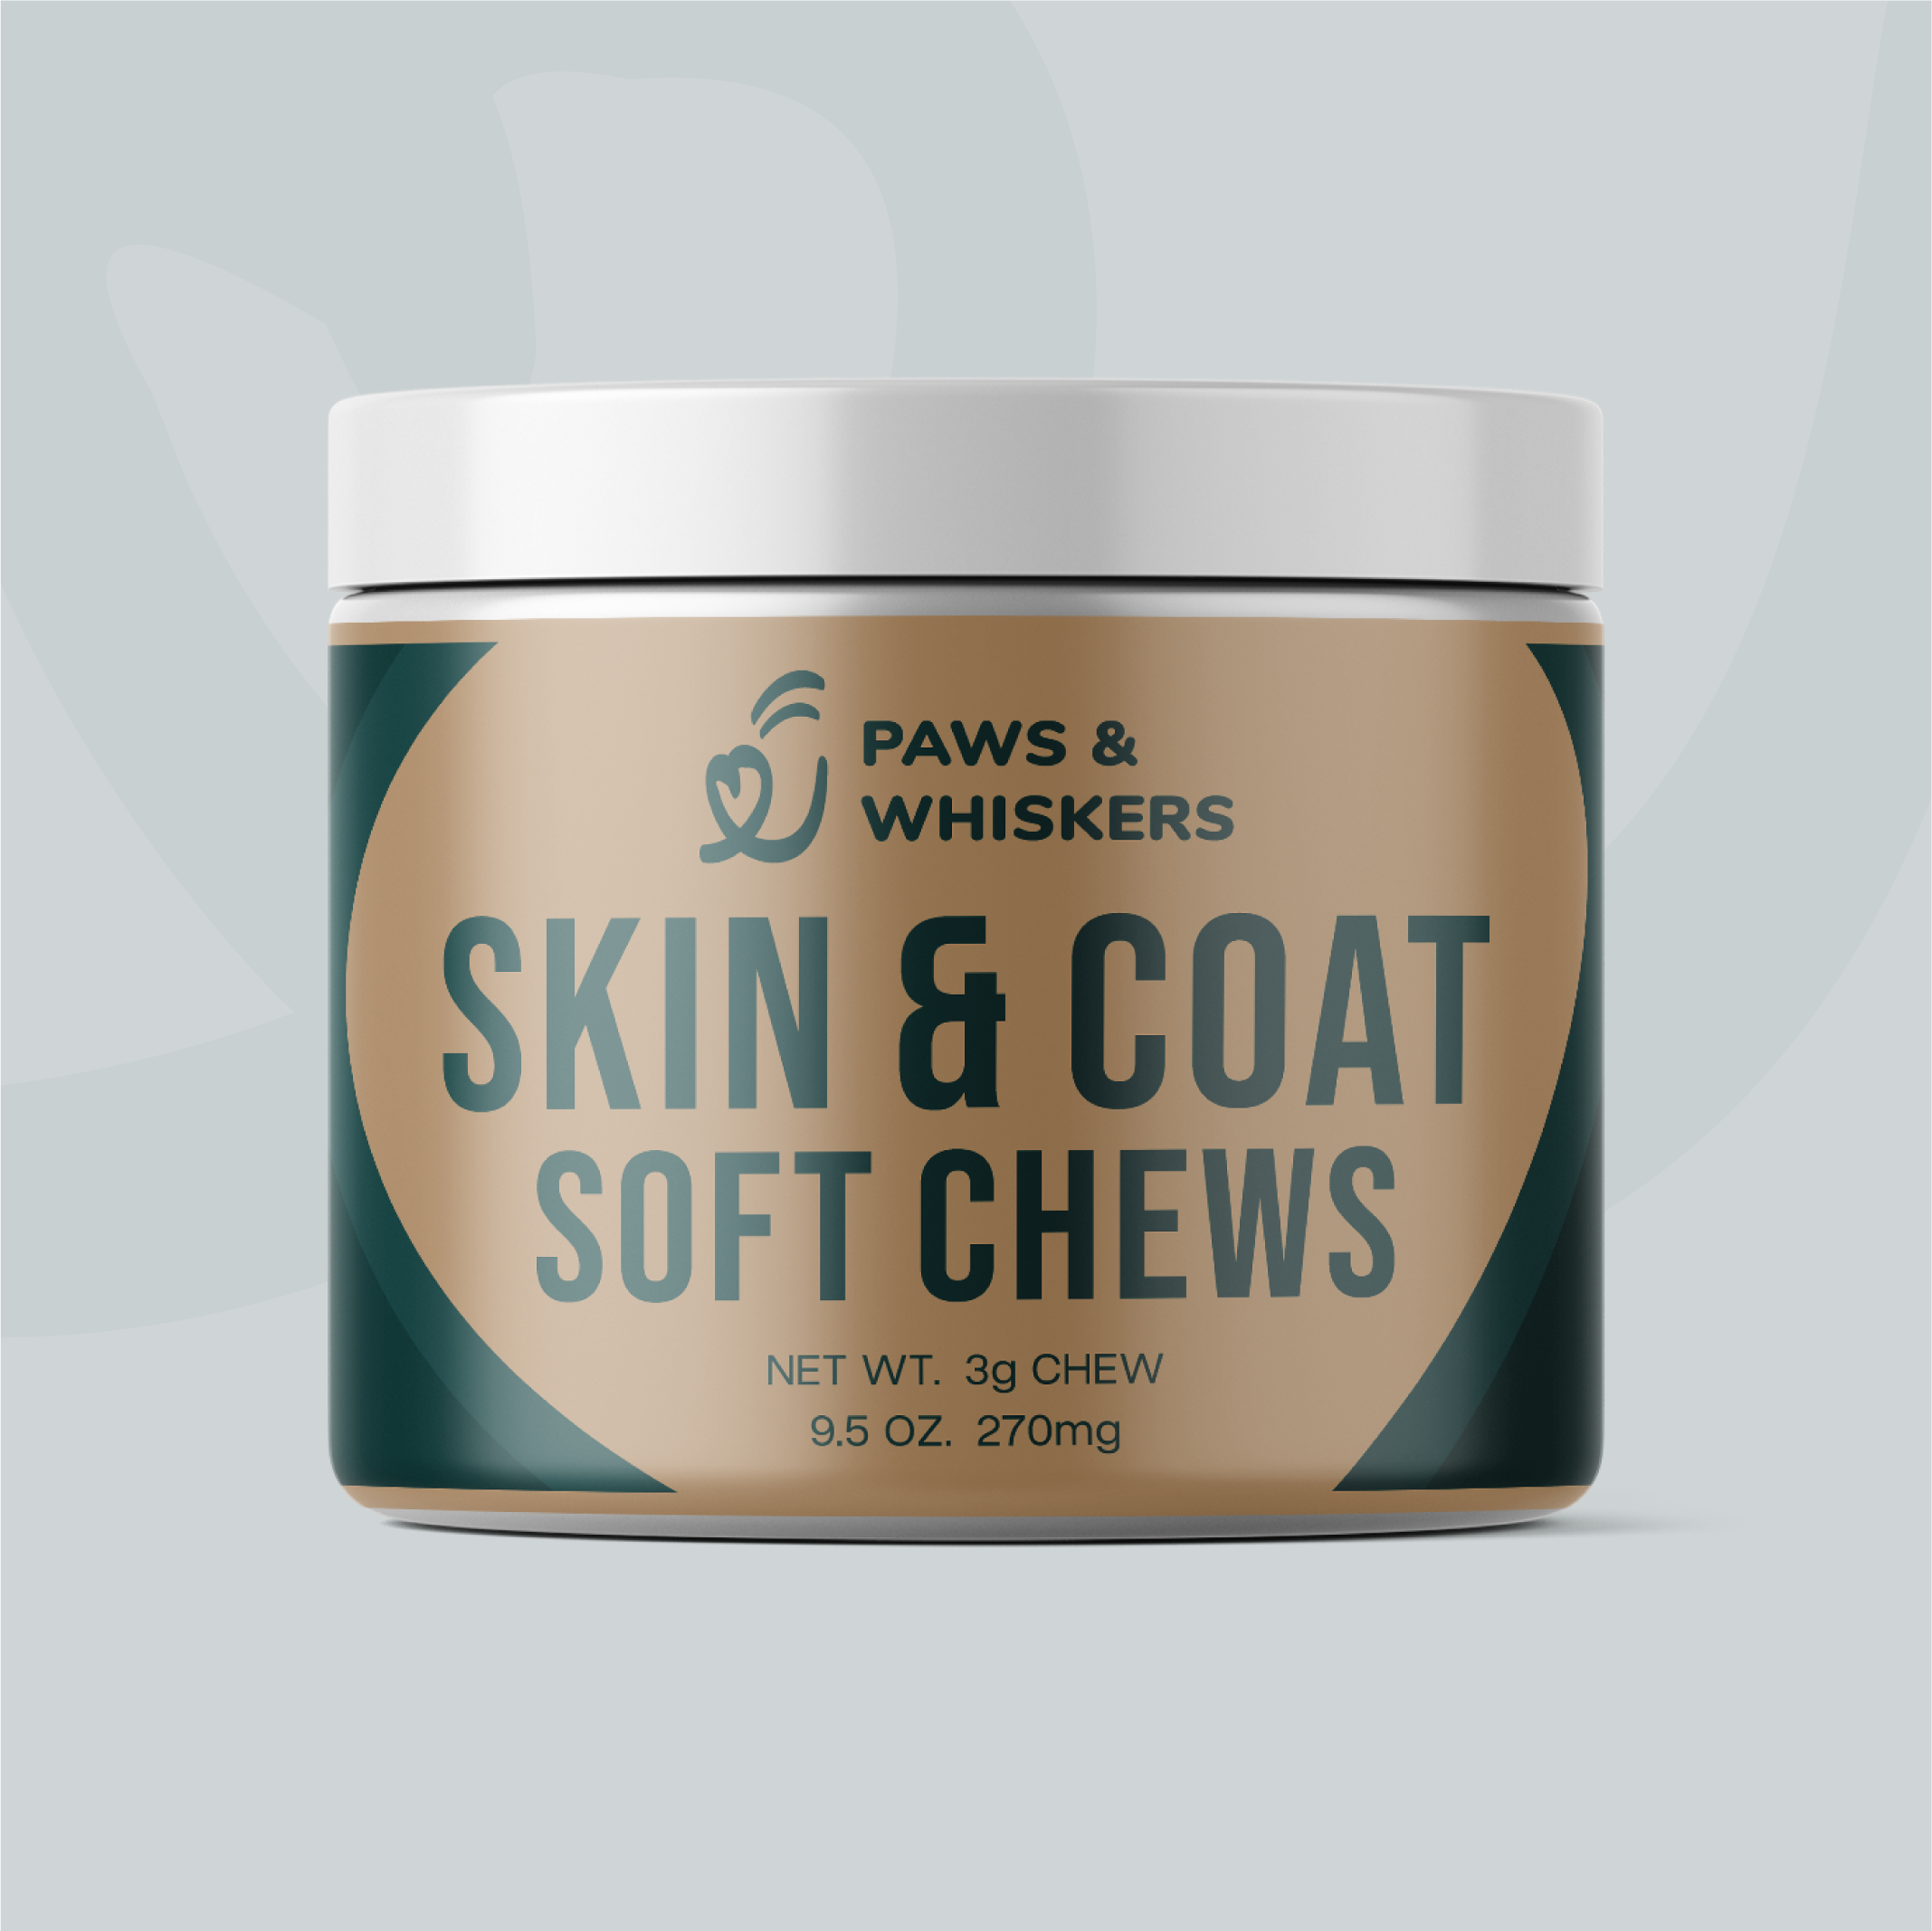 PAWS &
WHISKERS
SKIN & COAT
SOFT CHEWS
NET WT. 3g CHEW
9.5 OZ. 270mg